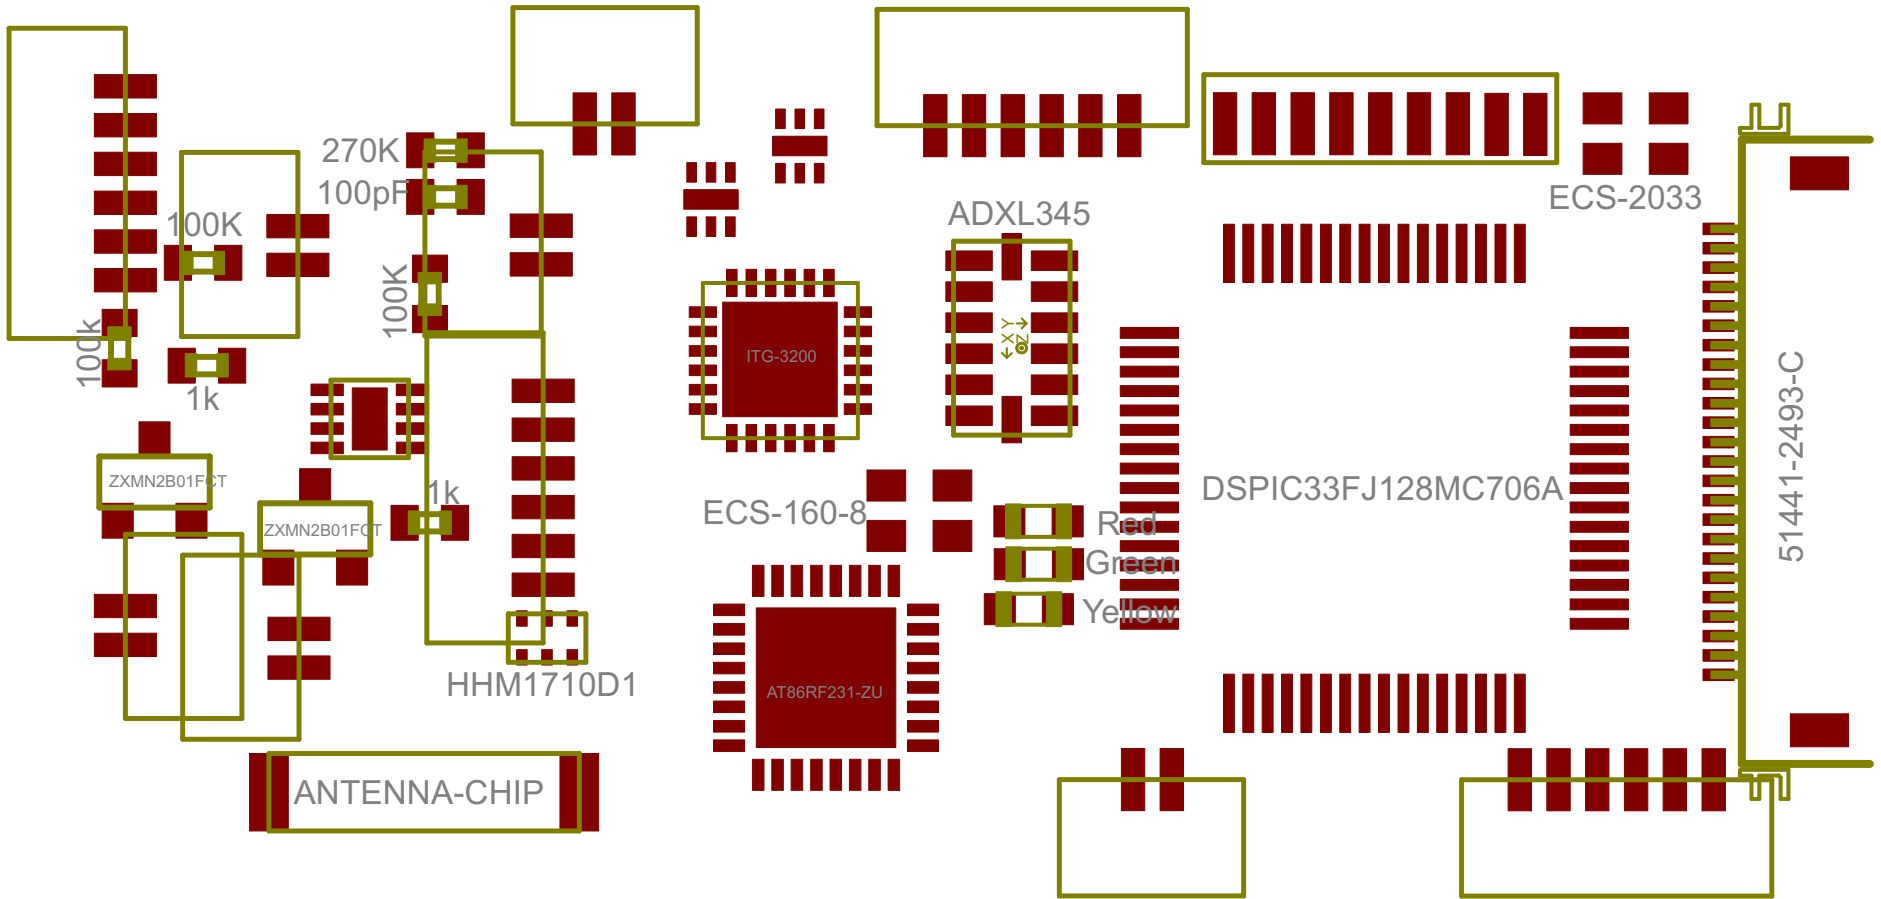 270K
100pF
100K
ECS-2033
ADXL345
100K
100k
X Y
Z
ITG-3200
1k
51441-2493-C
ZXMN2B01FCT
1k
DSPIC33FJ128MC706A
ECS-160-8
ZXMN2B01FCT
Red
Green
Yellow
HHM1710D1
AT86RF231-ZU
ANTENNA-CHIP